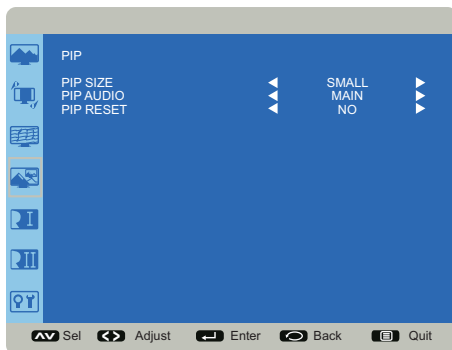 PIP
PIP SIZE SMALL
PIP AUDIO MAIN
PIP RESET NO
Sel Adjust Enter Back Quit